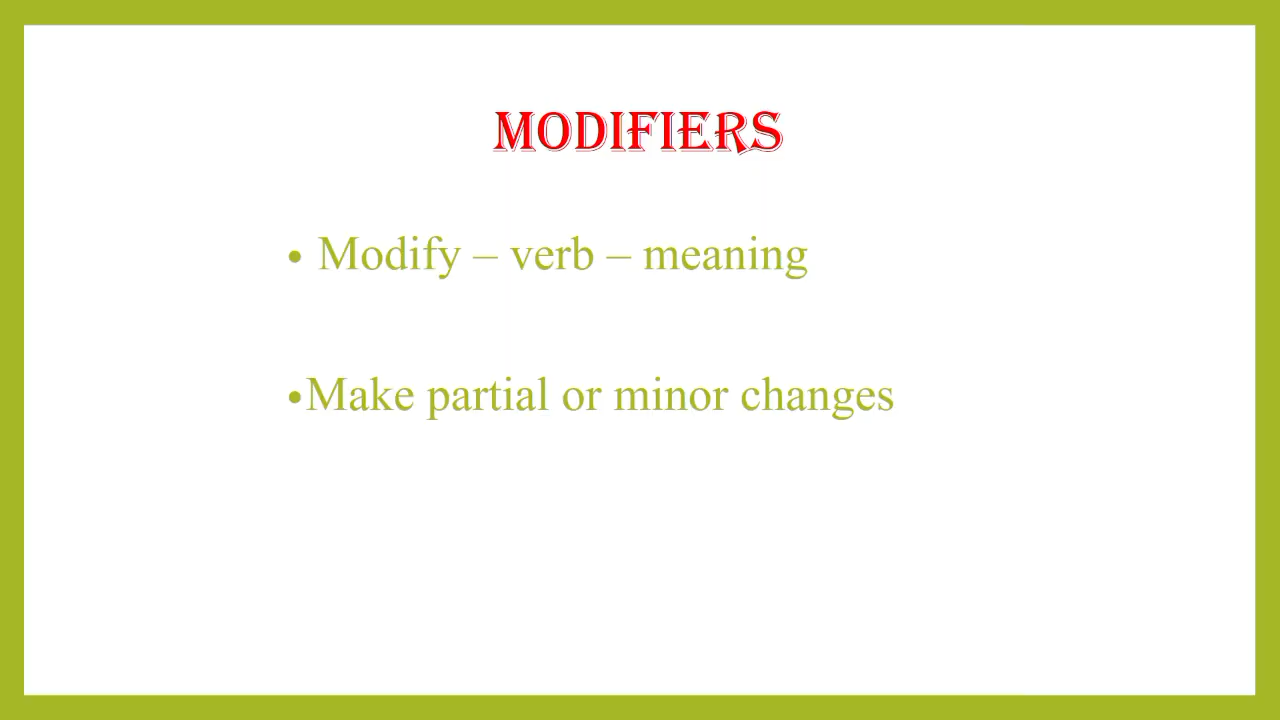 MODIFIERS
• Modify – verb – meaning
•Make partial or minor changes